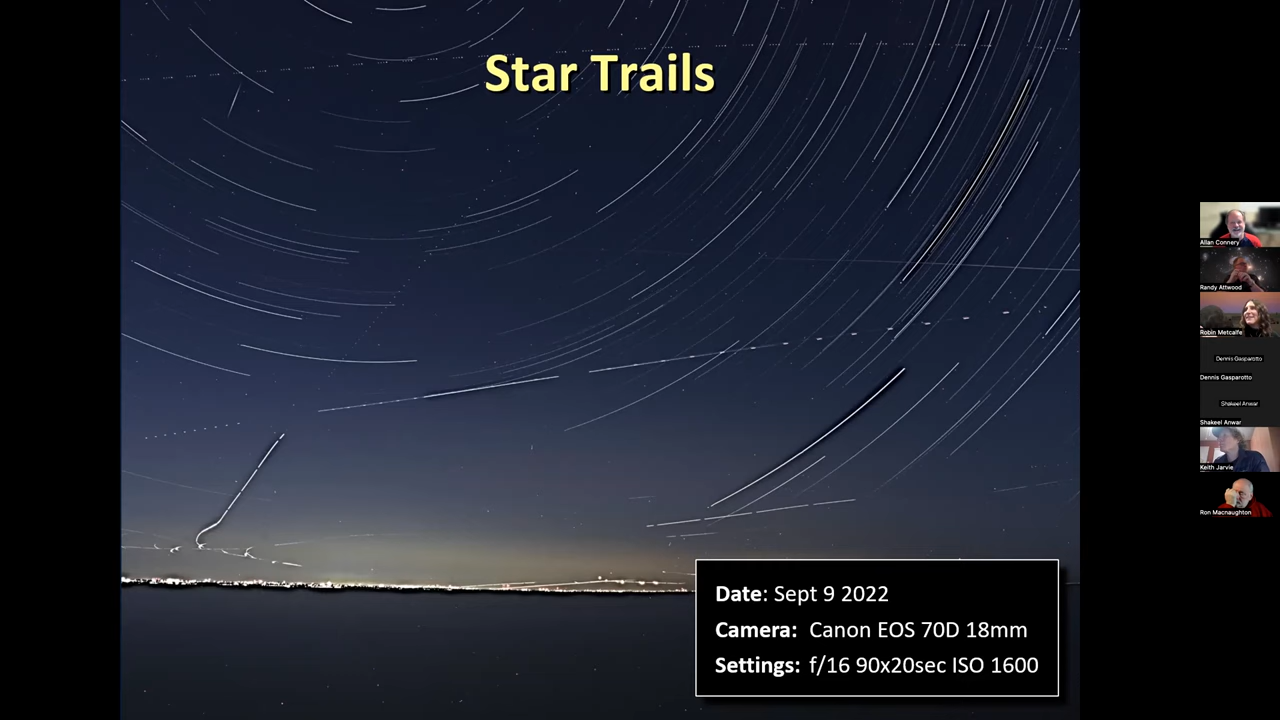 Star Trails
Date: Sept 9 2022
Camera: Canon EOS 70D 18mm
Settings: f/16 90x20sec ISO 1600
Allan Connery
Randy Attwood
Robin Metcalfe
Dennis Gasparotto
Dennis Gasparotto
Shakeel Anwar
Shakeel Anwar
Keith Jarvie
Ron Macnaughton